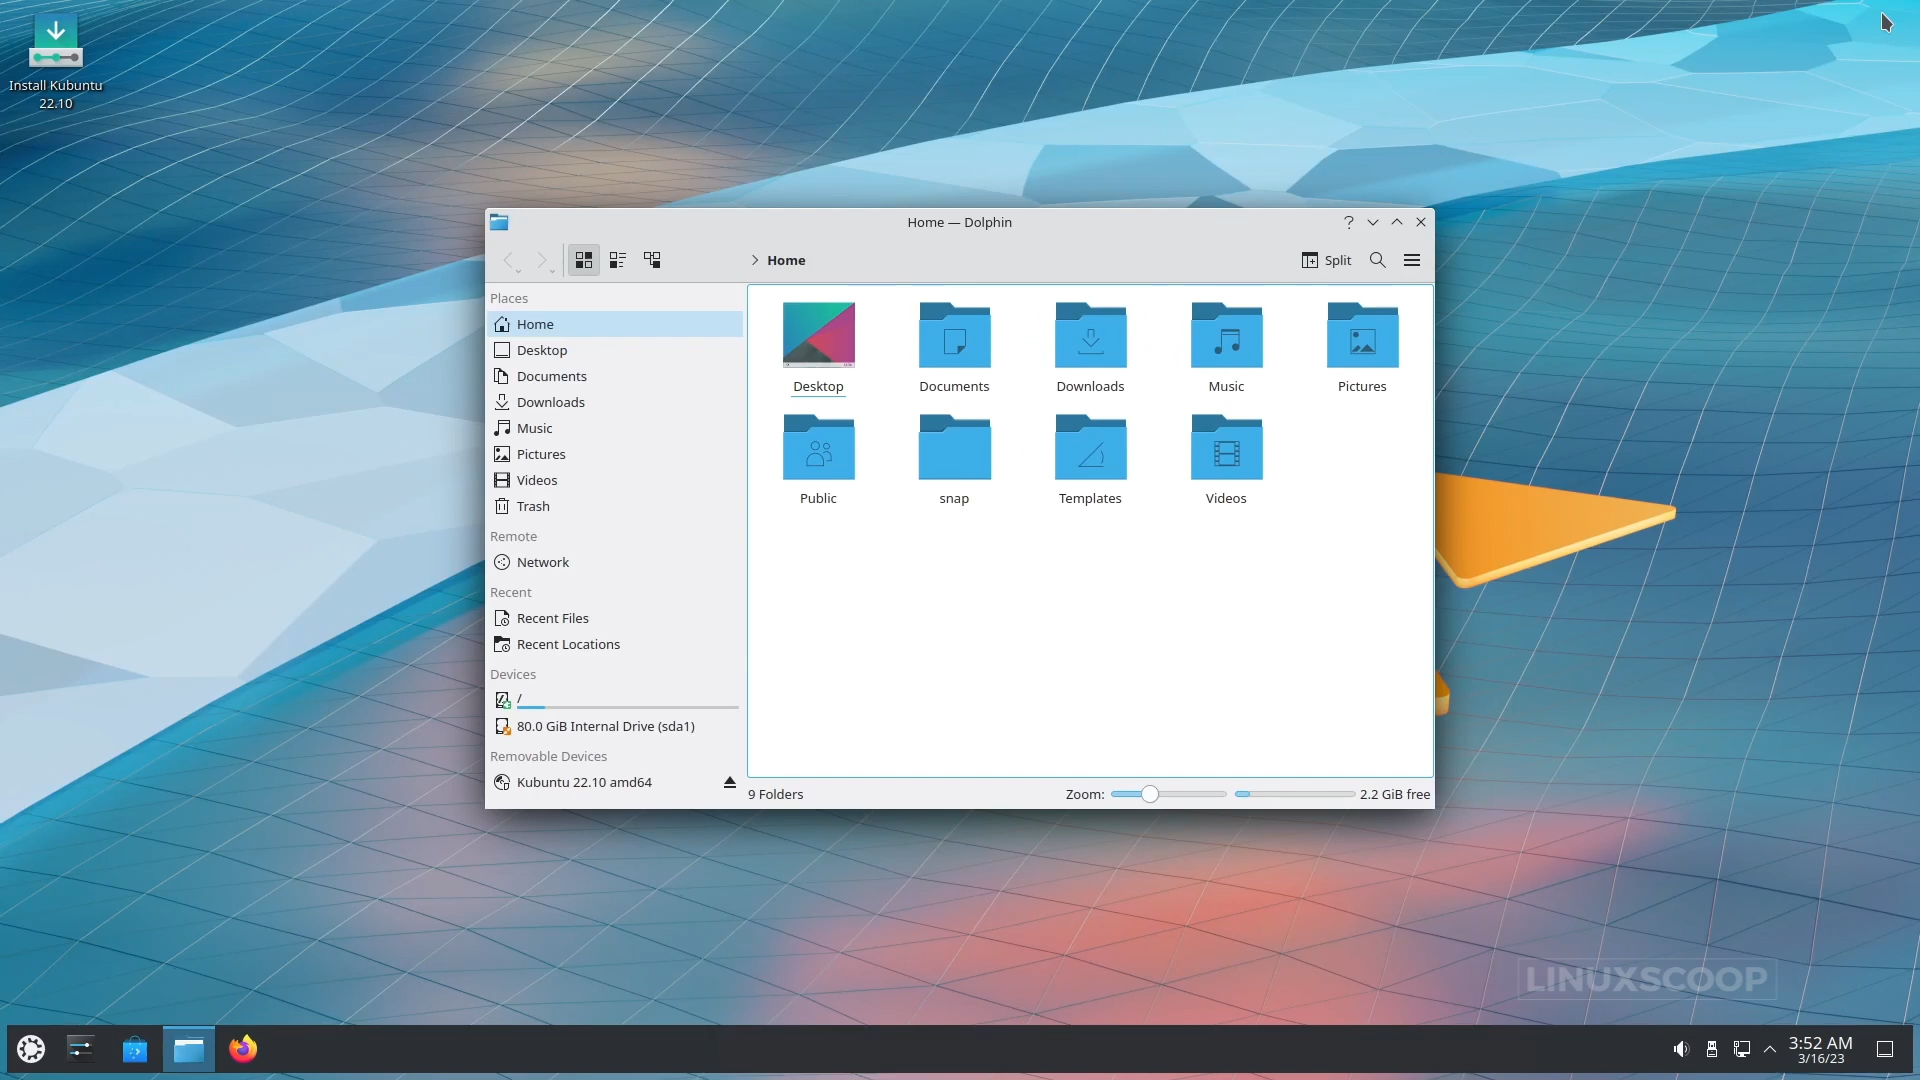 Install Kubuntu
22.10
Home — Dolphin
Home
Split
Places
Home
Desktop
Documents
Downloads
Music
Pictures
Videos
Trash
Remote
Network
Recent
Recent Files
Recent Locations
Devices
/
80.0 GiB Internal Drive (sda1)
Removable Devices
Kubuntu 22.10 amd64
Desktop
Documents
Downloads
Music
Pictures
Public
snap
Templates
Videos
9 Folders
Zoom:
2.2 GiB free
LINUXSCOOP
3:52 AM
3/16/23